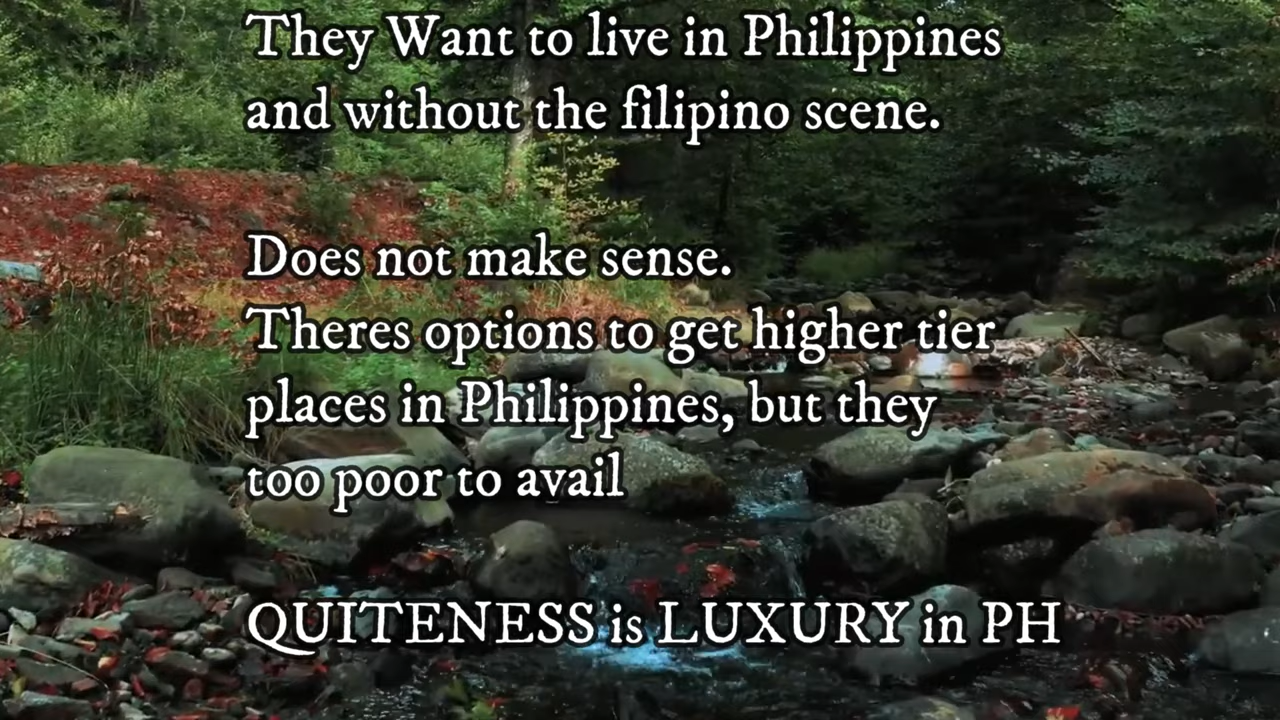 They Want to live in Philippines
and without the filipino scene.
Does not make sense.
Theres options to get higher tier
places in Philippines, but they
too poor to avail
QUITENESS is LUXURY in PH